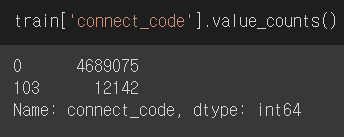 train['connect_code'].value_counts()
0 4689075
103 12142
Name: connect_code, dtype: int64